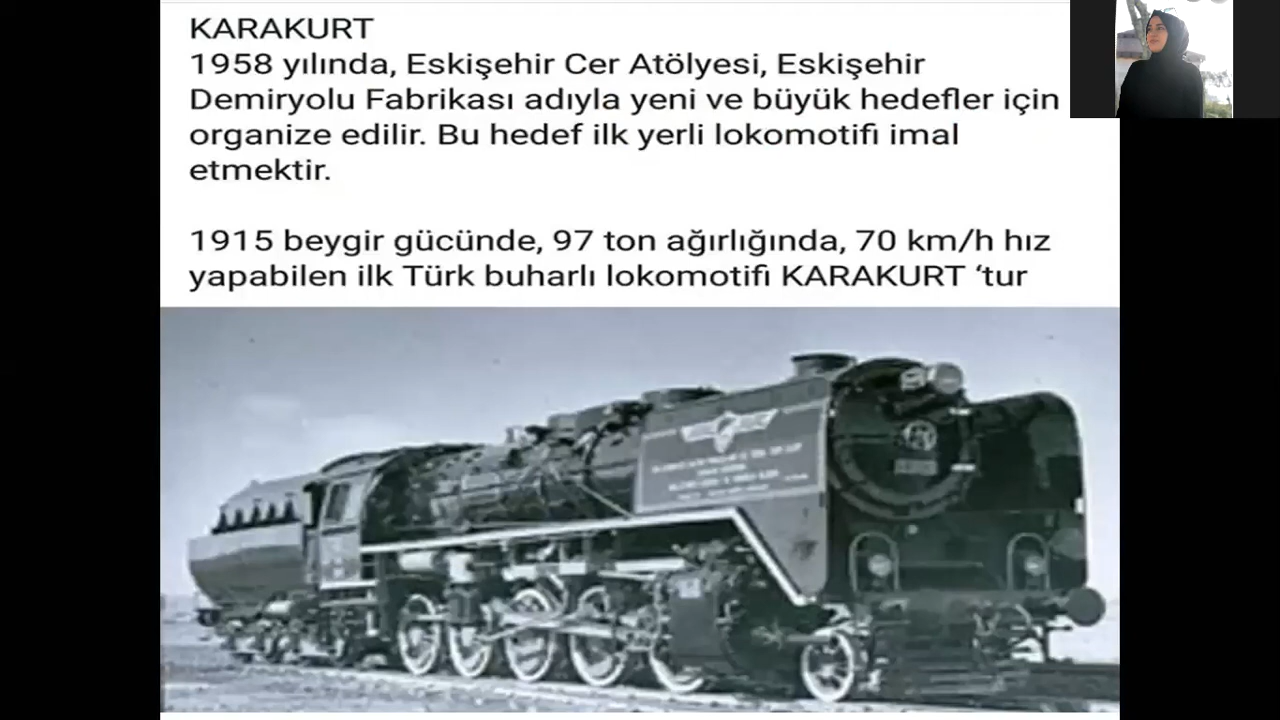 KARAKURT
1958 yılında, Eskişehir Cer Atölyesi, Eskişehir
Demiryolu Fabrikası adıyla yeni ve büyük hedefler için
organize edilir. Bu hedef ilk yerli lokomotifi imal
etmektir.
1915 beygir gücünde, 97 ton ağırlığında, 70 km/h hız
yapabilen ilk Türk buharlı lokomotifi KARAKURT ‘tur